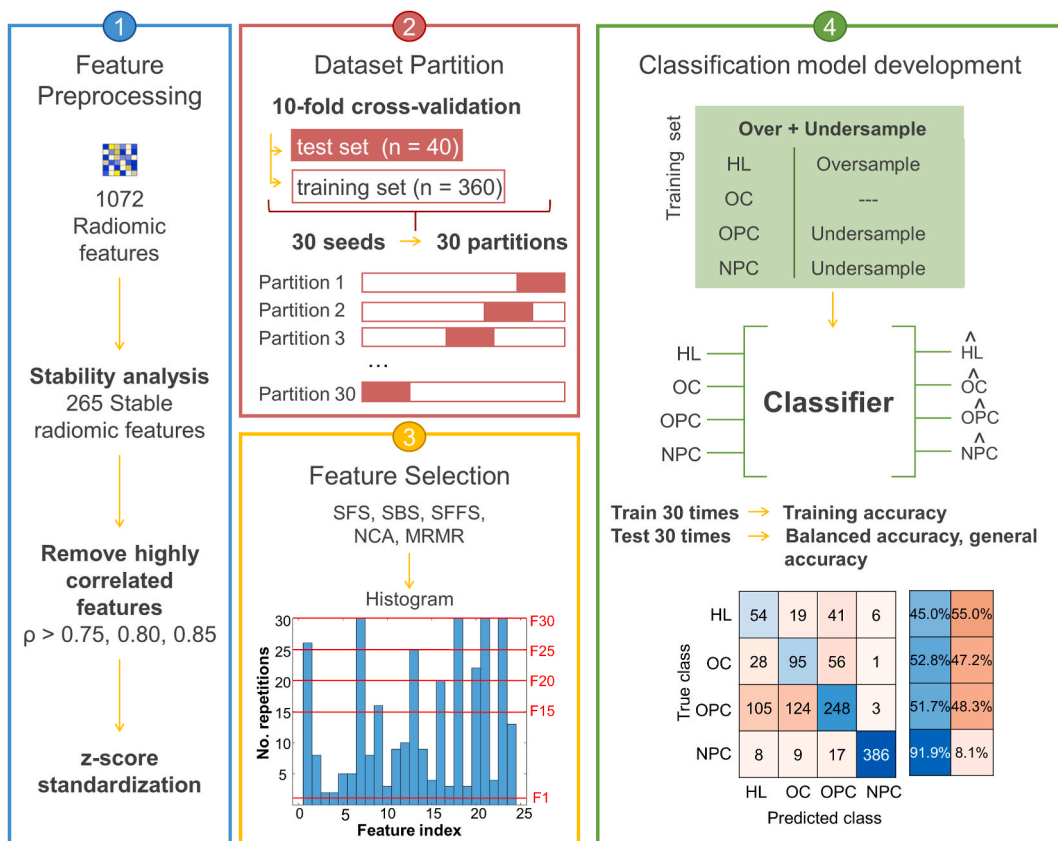 1
Feature
Preprocessing
1072
Radiomic
features
Stability analysis
265 Stable
radiomic features
Remove highly
correlated
features
ρ > 0.75, 0.80, 0.85
z-score
standardization
2
Dataset Partition
10-fold cross-validation
test set (n = 40)
training set (n = 360)
30 seeds → 30 partitions
Partition 1
Partition 2
Partition 3
...
Partition 30
3
Feature Selection
SFS, SBS, SFFS,
NCA, MRMR
Histogram
30
25
20
15
10
5
No. repetitions
F30
F25
F20
F15
F1
0 5 10 15 20 25
Feature index
4
Classification model development
Training set
Over + Undersample
HL Oversample
OC ---
OPC Undersample
NPC Undersample
HL
OC
OPC
NPC
Classifier
^HL
^OC
^OPC
^NPC
Train 30 times → Training accuracy
Test 30 times → Balanced accuracy, general
accuracy
True class
HL 54 19 41 6 45.0% 55.0%
OC 28 95 56 1 52.8% 47.2%
OPC 105 124 248 3 51.7% 48.3%
NPC 8 9 17 386 91.9% 8.1%
HL OC OPC NPC
Predicted class